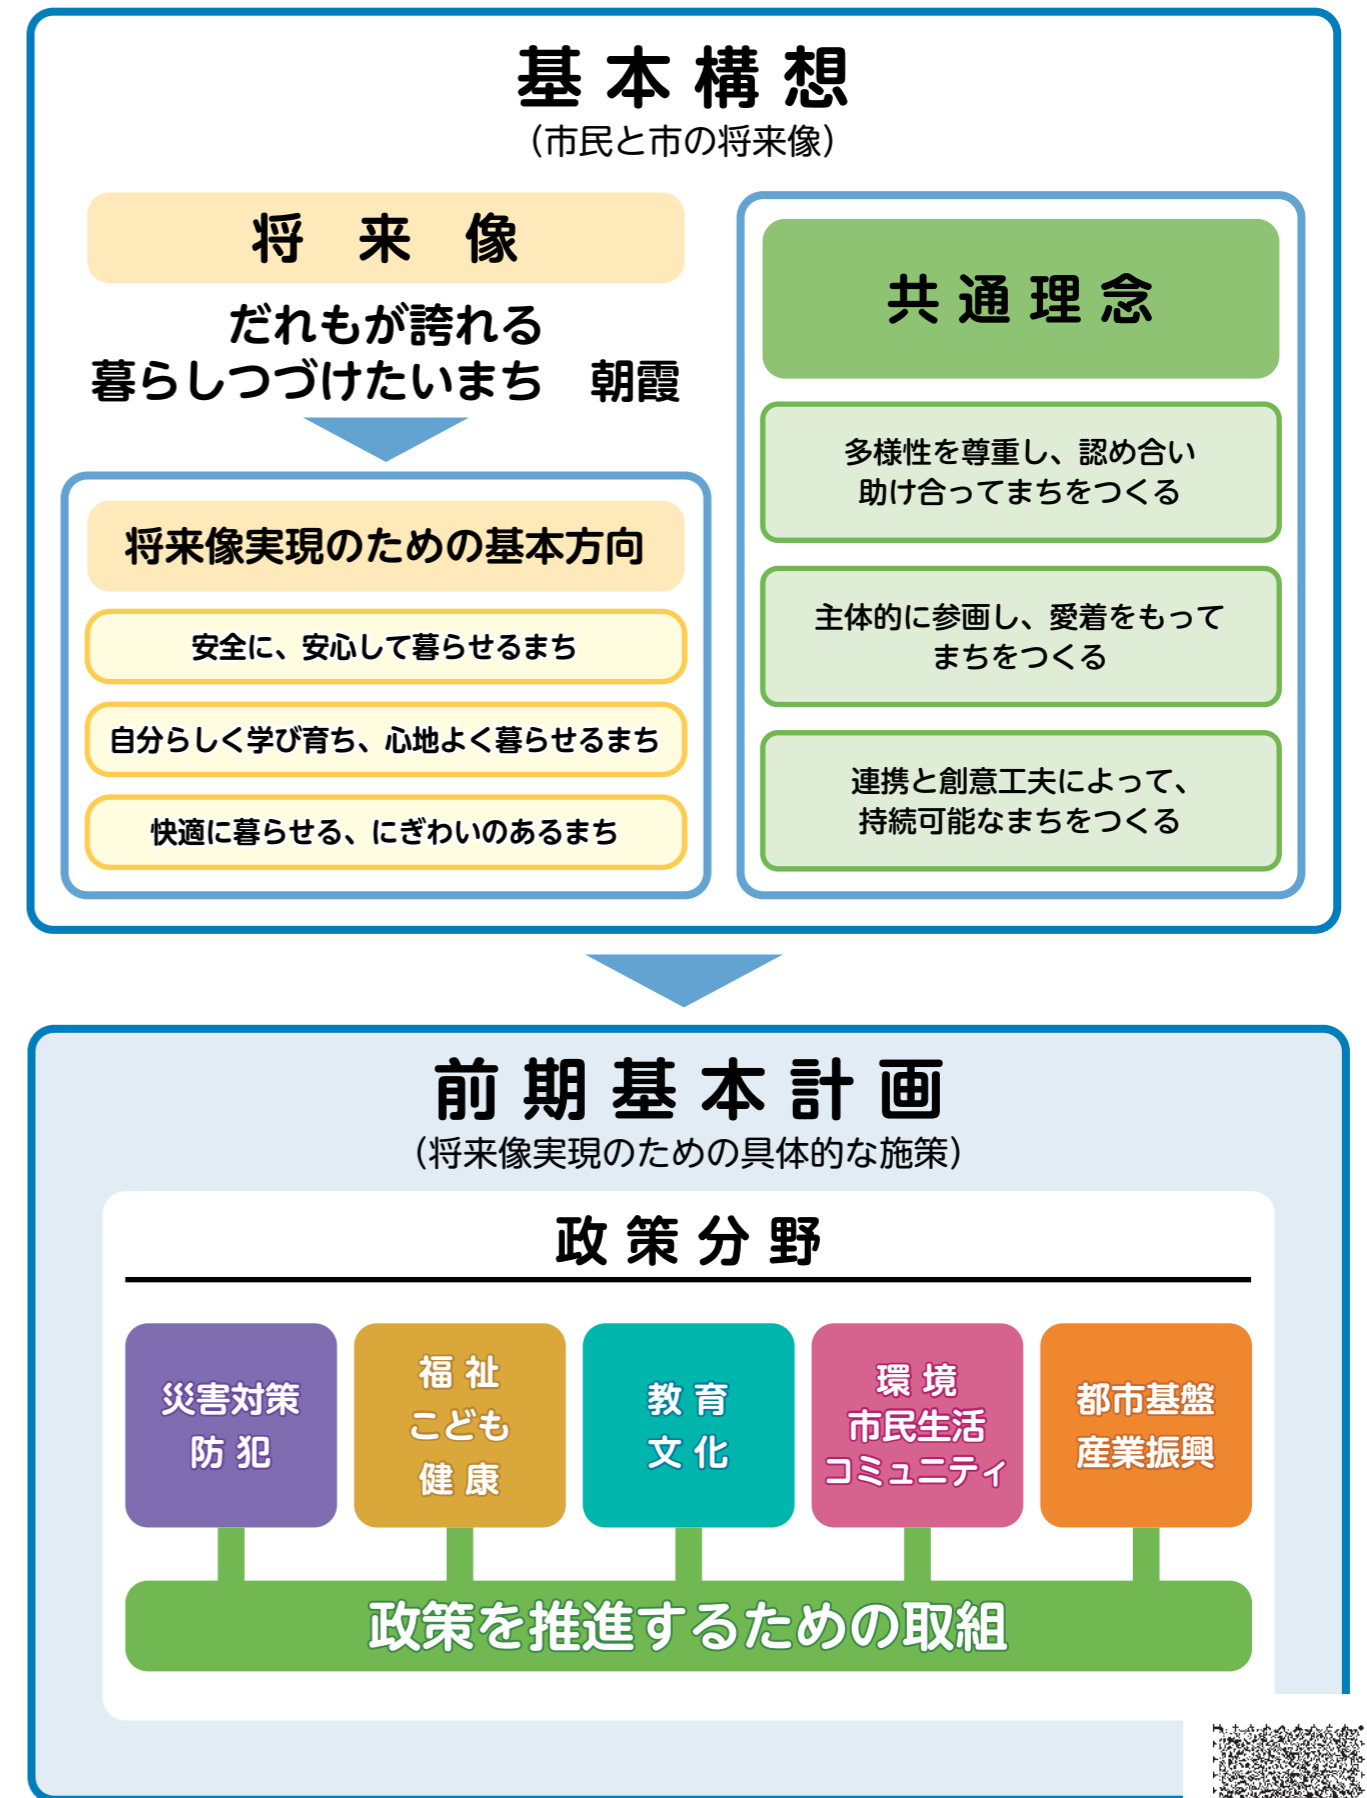 基本構想
（市民と市の将来像）
将来像
だれもが誇れる
暮らしつづけたいまち　朝霞
将来像実現のための基本方向
安全に、安心して暮らせるまち
自分らしく学び育ち、心地よく暮らせるまち
快適に暮らせる、にぎわいのあるまち
共通理念
多様性を尊重し、認め合い
助け合ってまちをつくる
主体的に参画し、愛着をもって
まちをつくる
連携と創意工夫によって、
持続可能なまちをつくる
前期基本計画
（将来像実現のための具体的な施策）
政策分野
災害対策
防犯
福祉
こども
健康
教育
文化
環境
市民生活
コミュニティ
都市基盤
産業振興
政策を推進するための取組